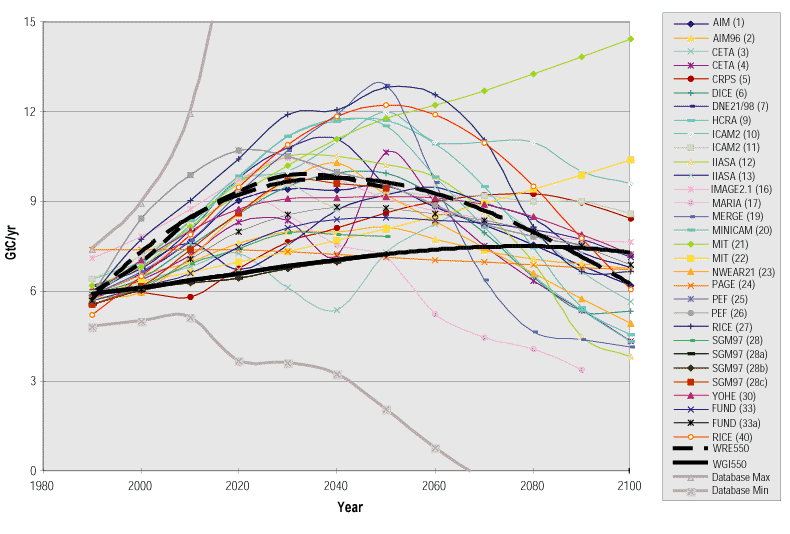 15
12
9
6
3
0
GtC/yr
1980
2000
2020
2040
2060
2080
2100
Year
AIM (1)
AIM96 (2)
CETA (3)
CETA (4)
CRPS (5)
DICE (6)
DNE21/98 (7)
HCRA (9)
ICAM2 (10)
ICAM2 (11)
IIASA (12)
IIASA (13)
IMAGE2.1 (16)
MARIA (17)
MERGE (19)
MINICAM (20)
MIT (21)
MIT (22)
NWEAR21 (23)
PAGE (24)
PEF (25)
PEF (26)
RICE (27)
SGM97 (28)
SGM97 (28a)
SGM97 (28b)
SGM97 (28c)
YOHE (30)
FUND (33)
FUND (33a)
RICE (40)
WRE550
WGI550
Database Max
Database Min